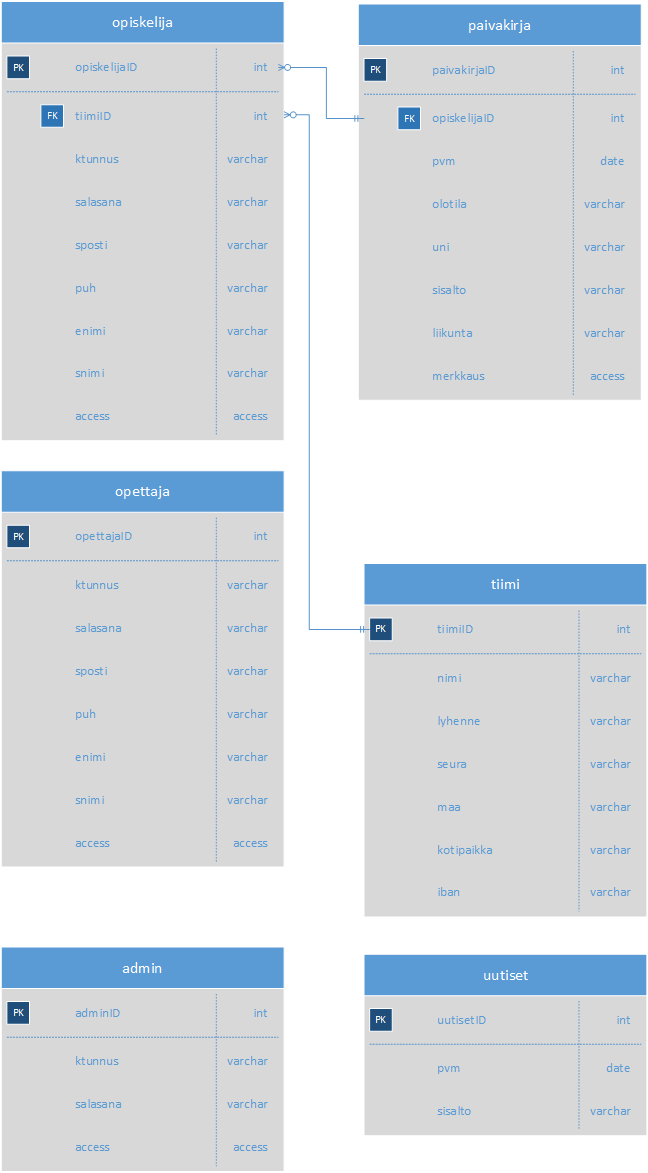 opiskelija
PK opiskelijaID int
FK tiimiID int
ktunnus varchar
salasana varchar
sposti varchar
puh varchar
enimi varchar
snimi varchar
access access
paivakirja
PK paivakirjaID int
FK opiskelijaID int
pvm date
olotila varchar
uni varchar
sisalto varchar
liikunta varchar
merkkaus access
opettaja
PK opettajaID int
ktunnus varchar
salasana varchar
sposti varchar
puh varchar
enimi varchar
snimi varchar
access access
tiimi
PK tiimiID int
nimi varchar
lyhenne varchar
seura varchar
maa varchar
kotipaikka varchar
iban varchar
admin
PK adminID int
ktunnus varchar
salasana varchar
access access
uutiset
PK uutisetID int
pvm date
sisalto varchar